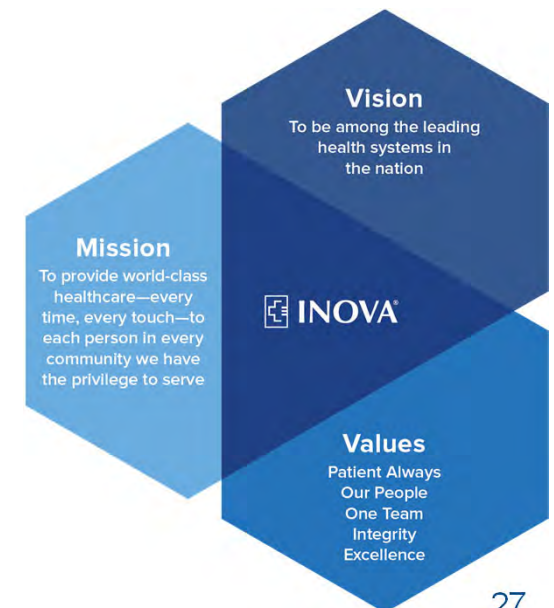 Vision
To be among the leading
health systems in
the nation
Mission
To provide world-class
healthcare—every
time, every touch—to
each person in every
community we have
the privilege to serve
INOVA®
Values
Patient Always
Our People
One Team
Integrity
Excellence
27